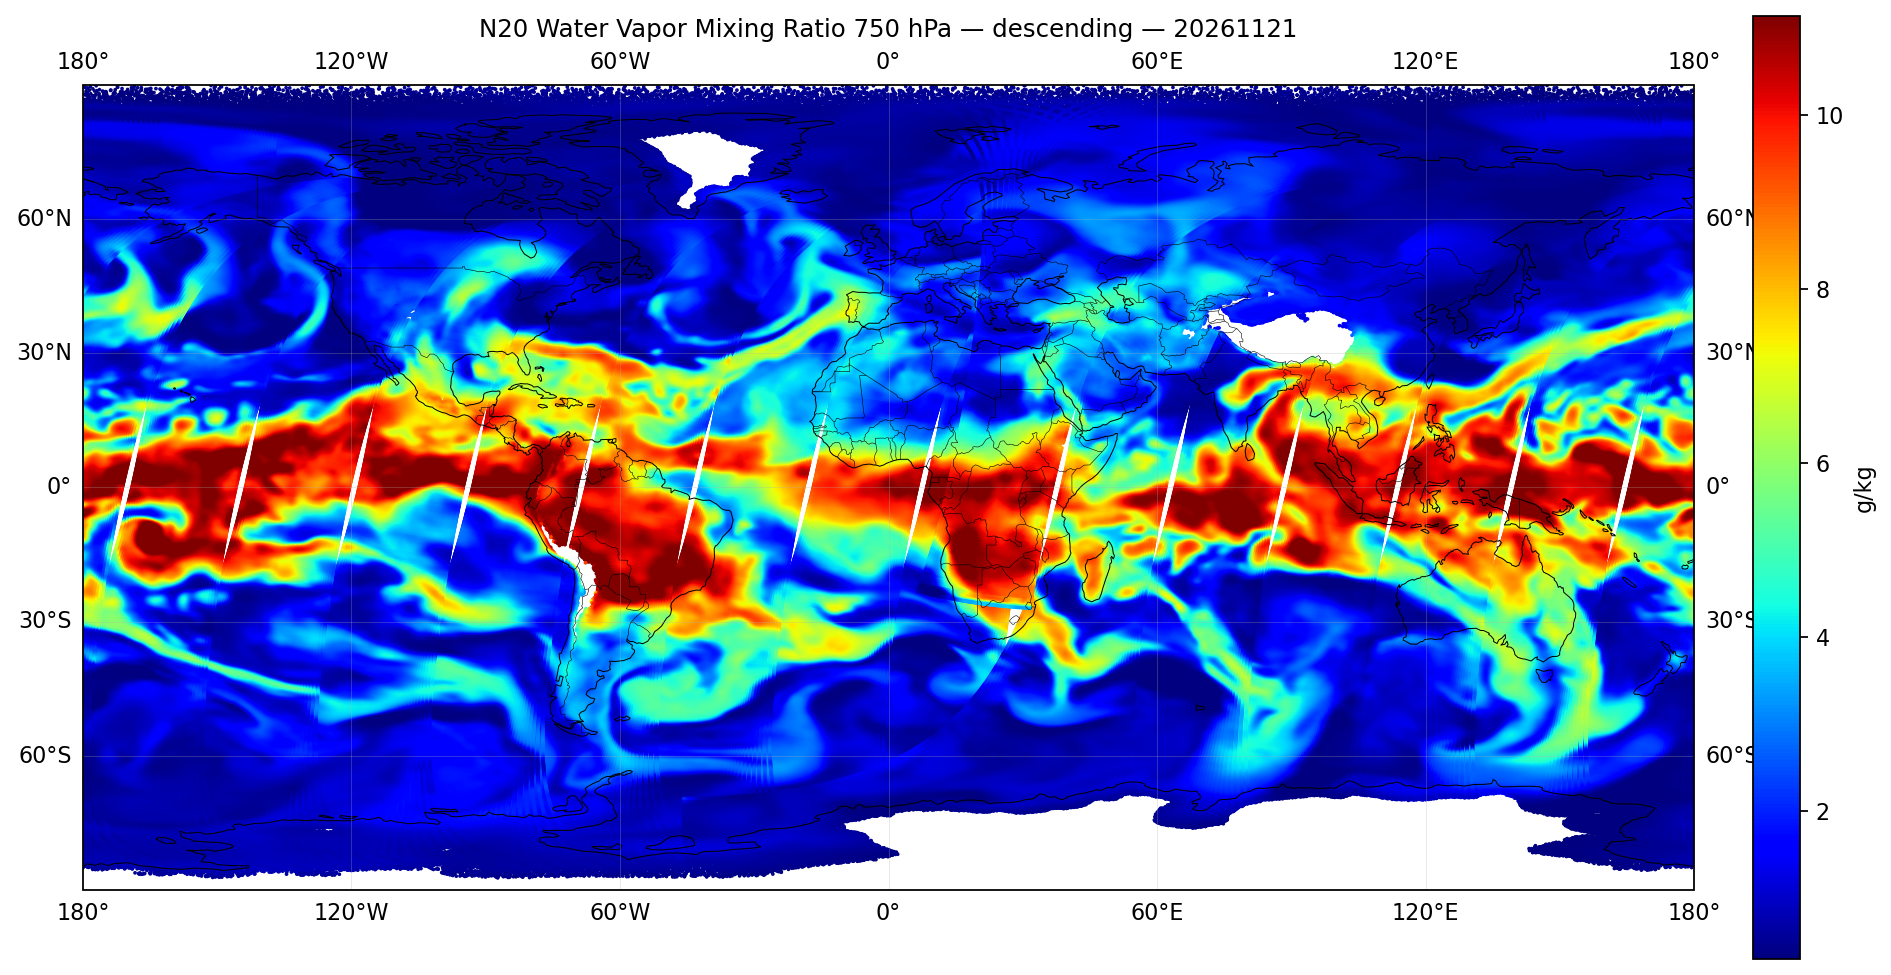 N20 Water Vapor Mixing Ratio 750 hPa — descending — 20261121
180° 120°W 60°W 0° 60°E 120°E 180°
10
60°N 60°N
8
30°N 30°N
6
0° 0°
g/kg
30°S 30°S
4
60°S 60°S
2
180° 120°W 60°W 0° 60°E 120°E 180°